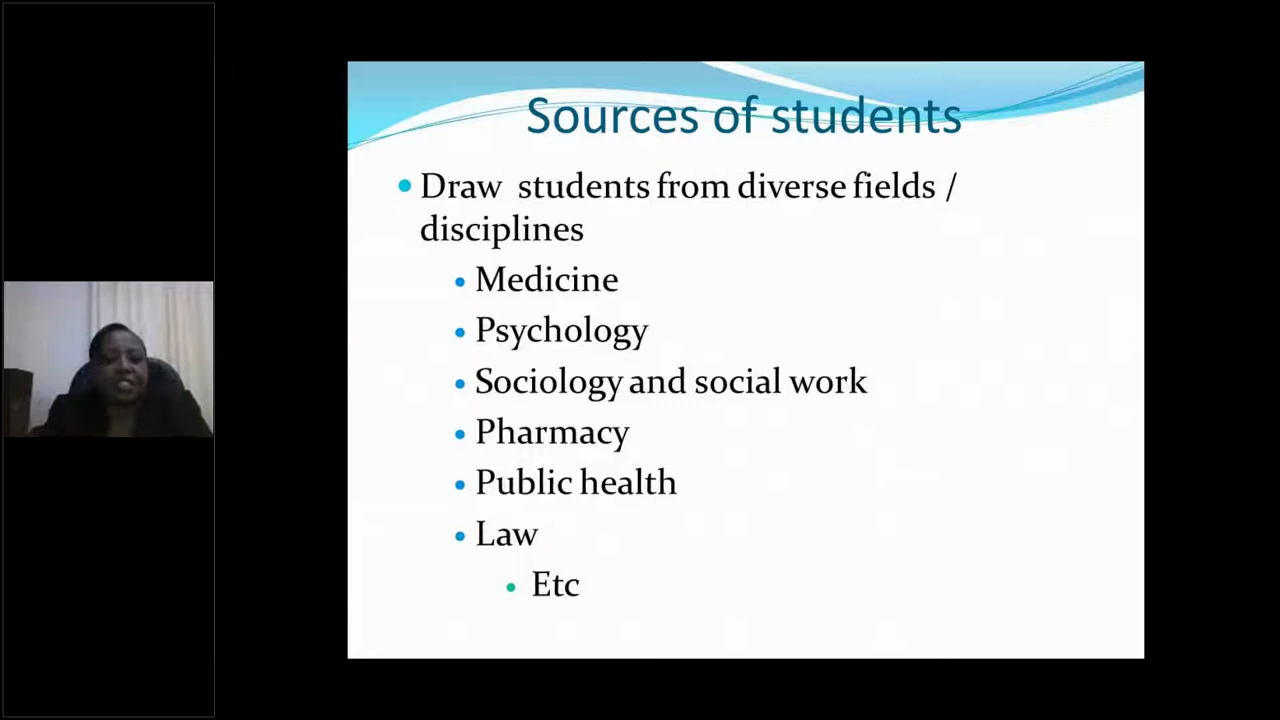 Sources of students
Draw students from diverse fields /
disciplines
Medicine
Psychology
Sociology and social work
Pharmacy
Public health
Law
Etc